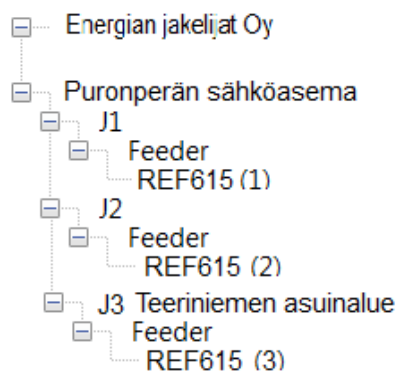 Energian jakelijat Oy
Puronperän sähköasema
J1
Feeder
REF615 (1)
J2
Feeder
REF615 (2)
J3 Teeriniemen asuinalue
Feeder
REF615 (3)